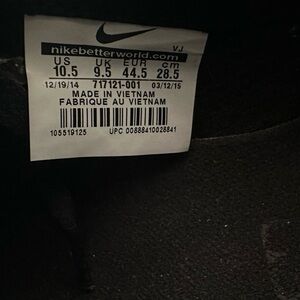 nikebetterworld.com
VJ
US UK EUR cm
10.5 9.5 44.5 28.5
12/19/14 717121-001 03/12/15
MADE IN VIETNAM
FABRIQUE AU VIETNAM
105519125 UPC 00888410028841